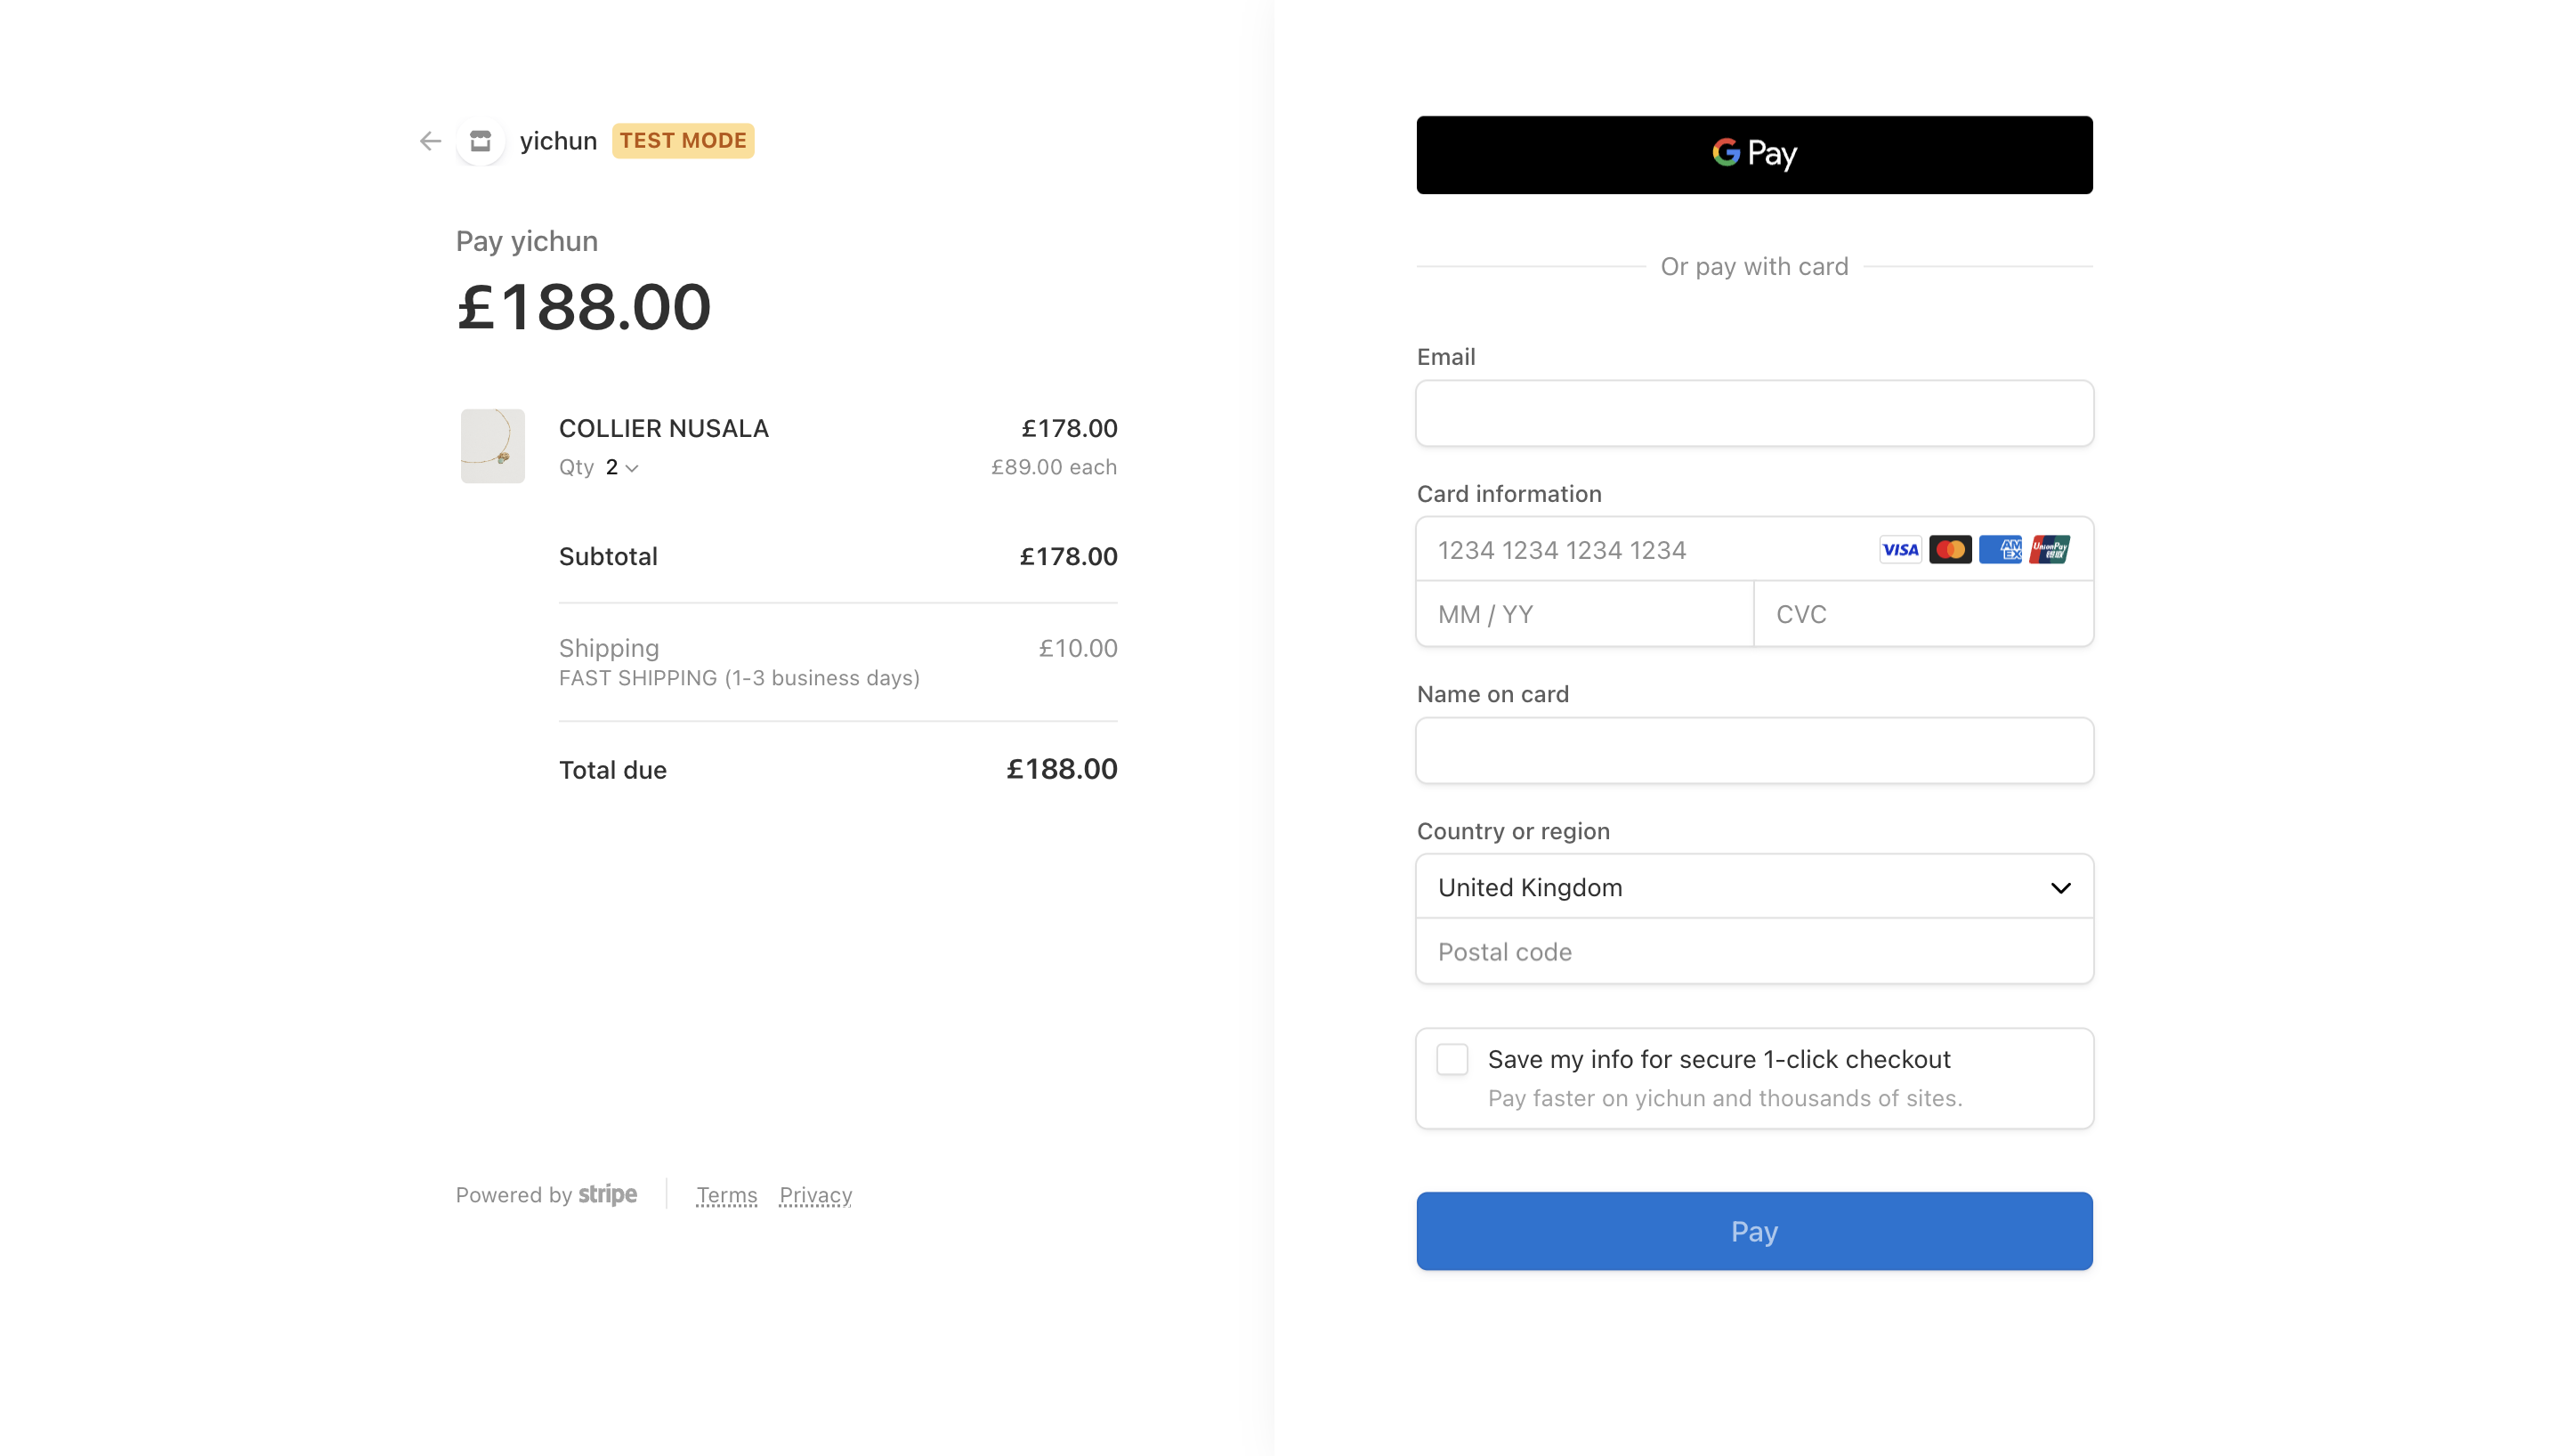 yichun TEST MODE
Pay yichun
£188.00
COLLIER NUSALA £178.00
Qty 2 £89.00 each
Subtotal £178.00
Shipping £10.00
FAST SHIPPING (1-3 business days)
Total due £188.00
Powered by stripe Terms Privacy
G Pay
Or pay with card
Email
Card information
1234 1234 1234 1234 VISA AM EX UnionPay 银联
MM / YY CVC
Name on card
Country or region
United Kingdom
Postal code
Save my info for secure 1-click checkout
Pay faster on yichun and thousands of sites.
Pay